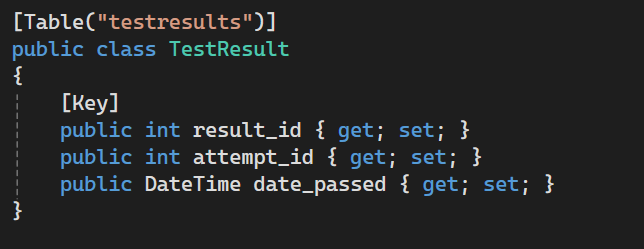 [Table("testresults")]
public class TestResult
{
    [Key]
    public int result_id { get; set; }
    public int attempt_id { get; set; }
    public DateTime date_passed { get; set; }
}